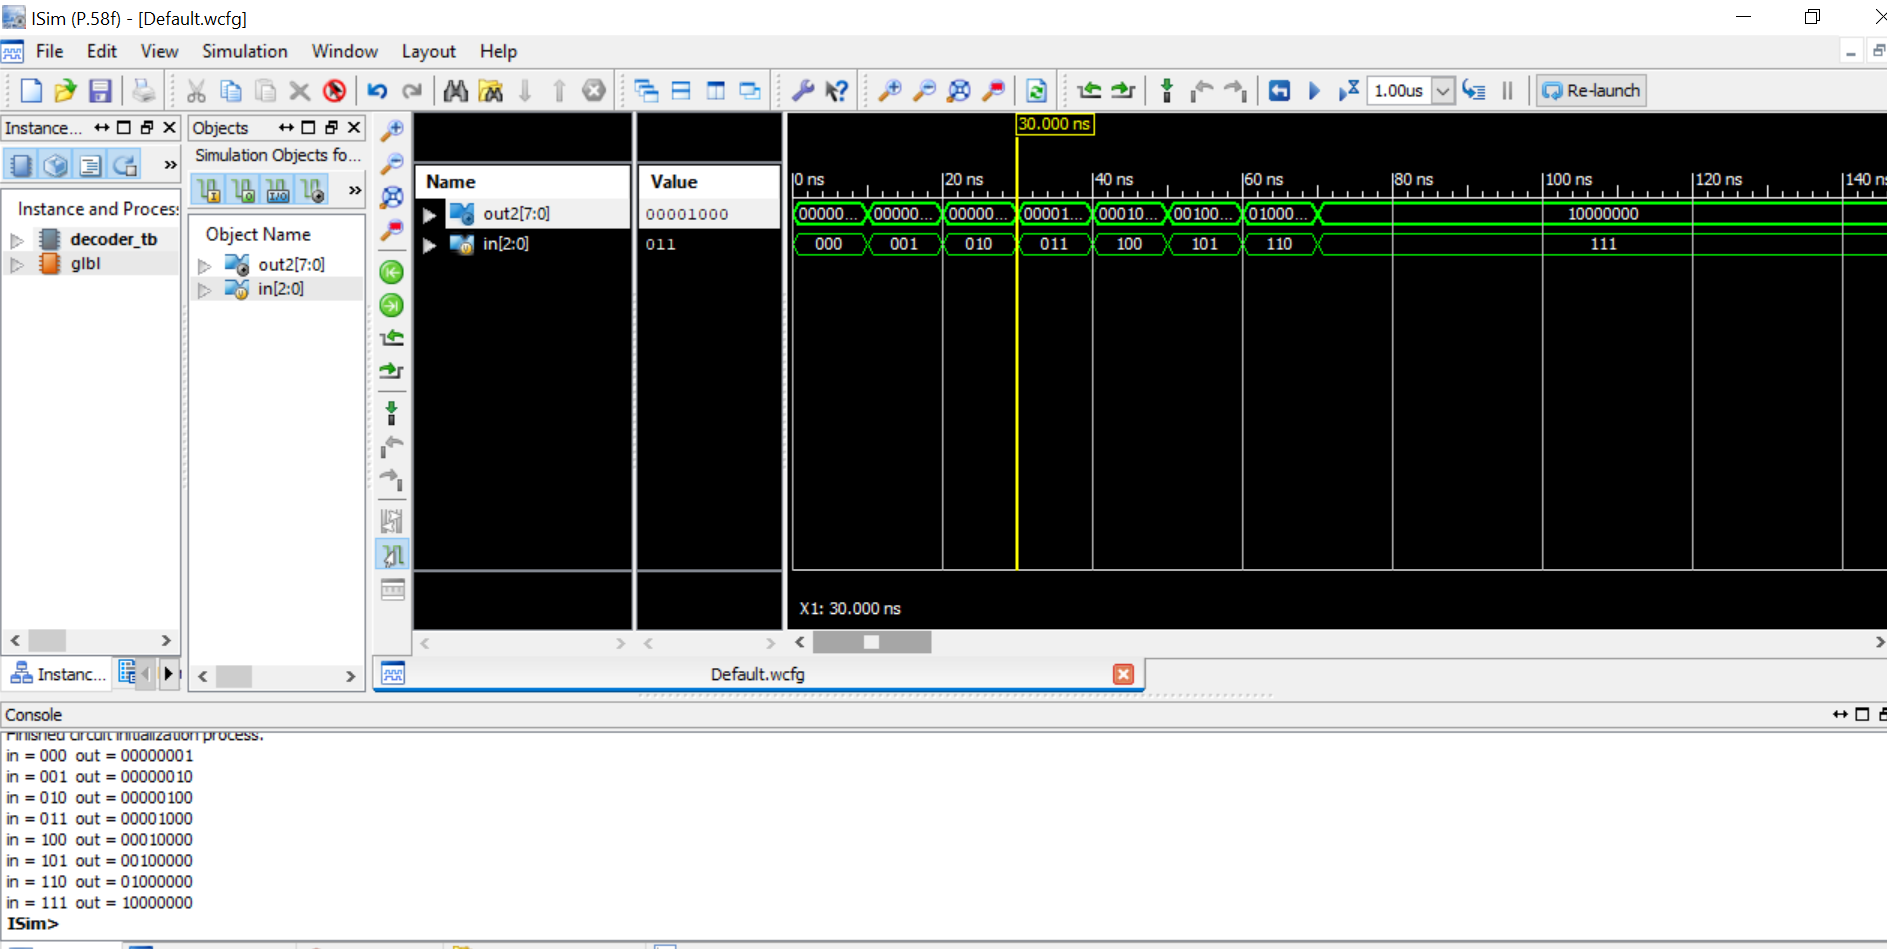 ISim (P.58f) - [Default.wcfg]
File Edit View Simulation Window Layout Help
1.00us Re-launch
Instance...
Objects
Simulation Objects fo...
Instance and Process
decoder_tb
glbl
Object Name
out2[7:0]
in[2:0]
Instanc...
Name Value
out2[7:0] 00001000
in[2:0] 011
30.000 ns
0 ns 20 ns 40 ns 60 ns 80 ns 100 ns 120 ns 140 ns
00000... 00000... 00000... 00001... 00010... 00100... 01000... 10000000
000 001 010 011 100 101 110 111
X1: 30.000 ns
Default.wcfg
Console
Finished circuit initialization process.
in = 000 out = 00000001
in = 001 out = 00000010
in = 010 out = 00000100
in = 011 out = 00001000
in = 100 out = 00010000
in = 101 out = 00100000
in = 110 out = 01000000
in = 111 out = 10000000
ISim>